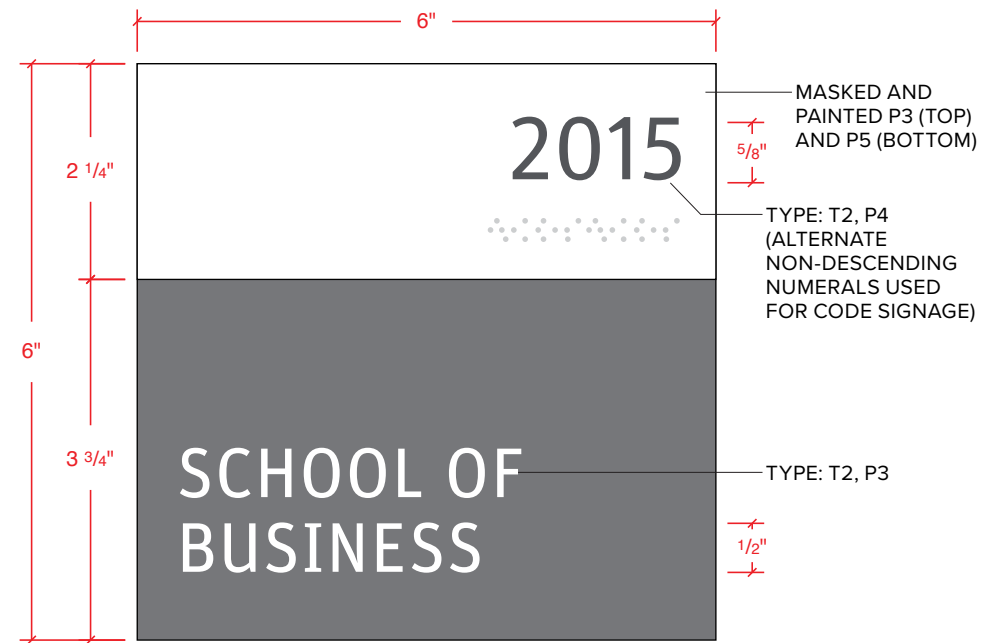 6"
MASKED AND
PAINTED P3 (TOP)
AND P5 (BOTTOM)
2015
5/8"
2 1/4"
TYPE: T2, P4
(ALTERNATE
NON-DESCENDING
NUMERALS USED
FOR CODE SIGNAGE)
6"
3 3/4"
SCHOOL OF
TYPE: T2, P3
BUSINESS
1/2"